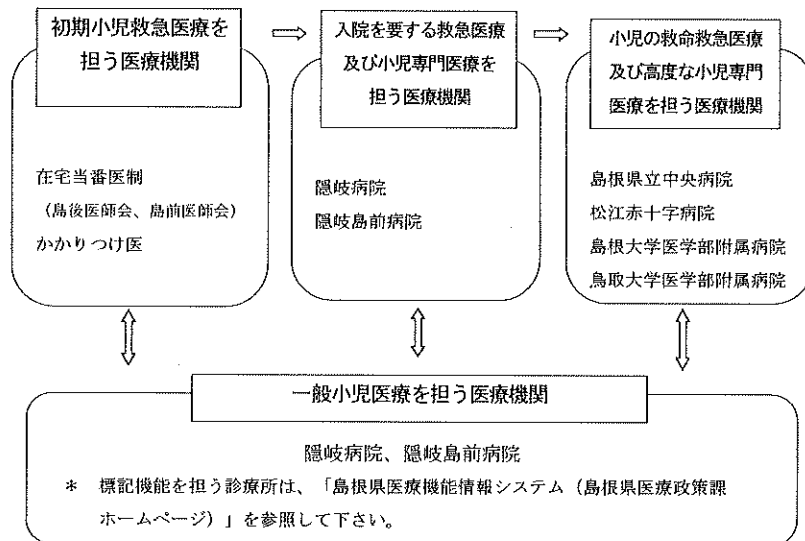 初期小児救急医療を
担う医療機関
在宅当番医制
（島後医師会、島前医師会）
かかりつけ医
入院を要する救急医療
及び小児専門医療を
担う医療機関
隠岐病院
隠岐島前病院
小児の救命救急医療
及び高度な小児専門
医療を担う医療機関
島根県立中央病院
松江赤十字病院
島根大学医学部附属病院
鳥取大学医学部附属病院
一般小児医療を担う医療機関
隠岐病院、隠岐島前病院
＊ 標記機能を担う診療所は、「島根県医療機能情報システム（島根県医療政策課
ホームページ）」を参照して下さい。